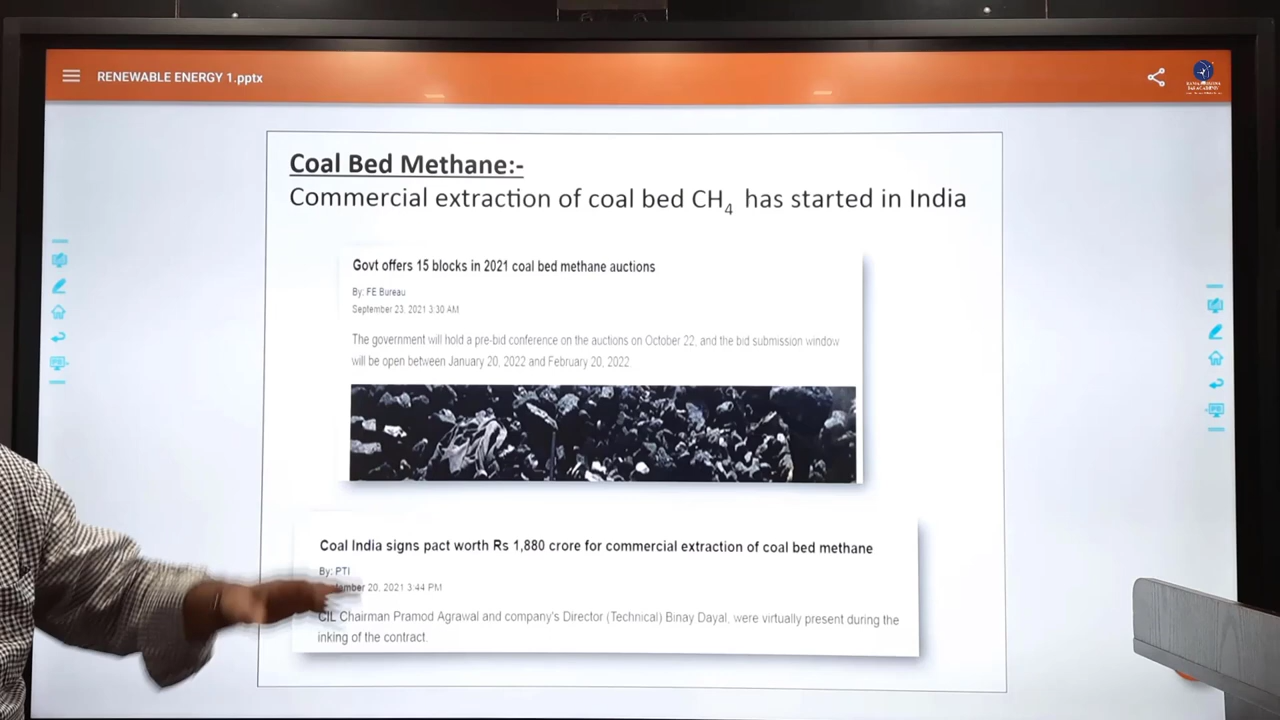 RENEWABLE ENERGY 1.pptx
Coal Bed Methane:-
Commercial extraction of coal bed CH₄ has started in India
Govt offers 15 blocks in 2021 coal bed methane auctions
By: FE Bureau
September 23, 2021 3:30 AM
The government will hold a pre-bid conference on the auctions on October 22, and the bid submission window
will be open between January 20, 2022 and February 20, 2022.
Coal India signs pact worth Rs 1,880 crore for commercial extraction of coal bed methane
By: PTI
20, 2021 3:44 PM
CIL Chairman Pramod Agrawal and company's Director (Technical) Binay Dayal, were virtually present during the
inking of the contract.